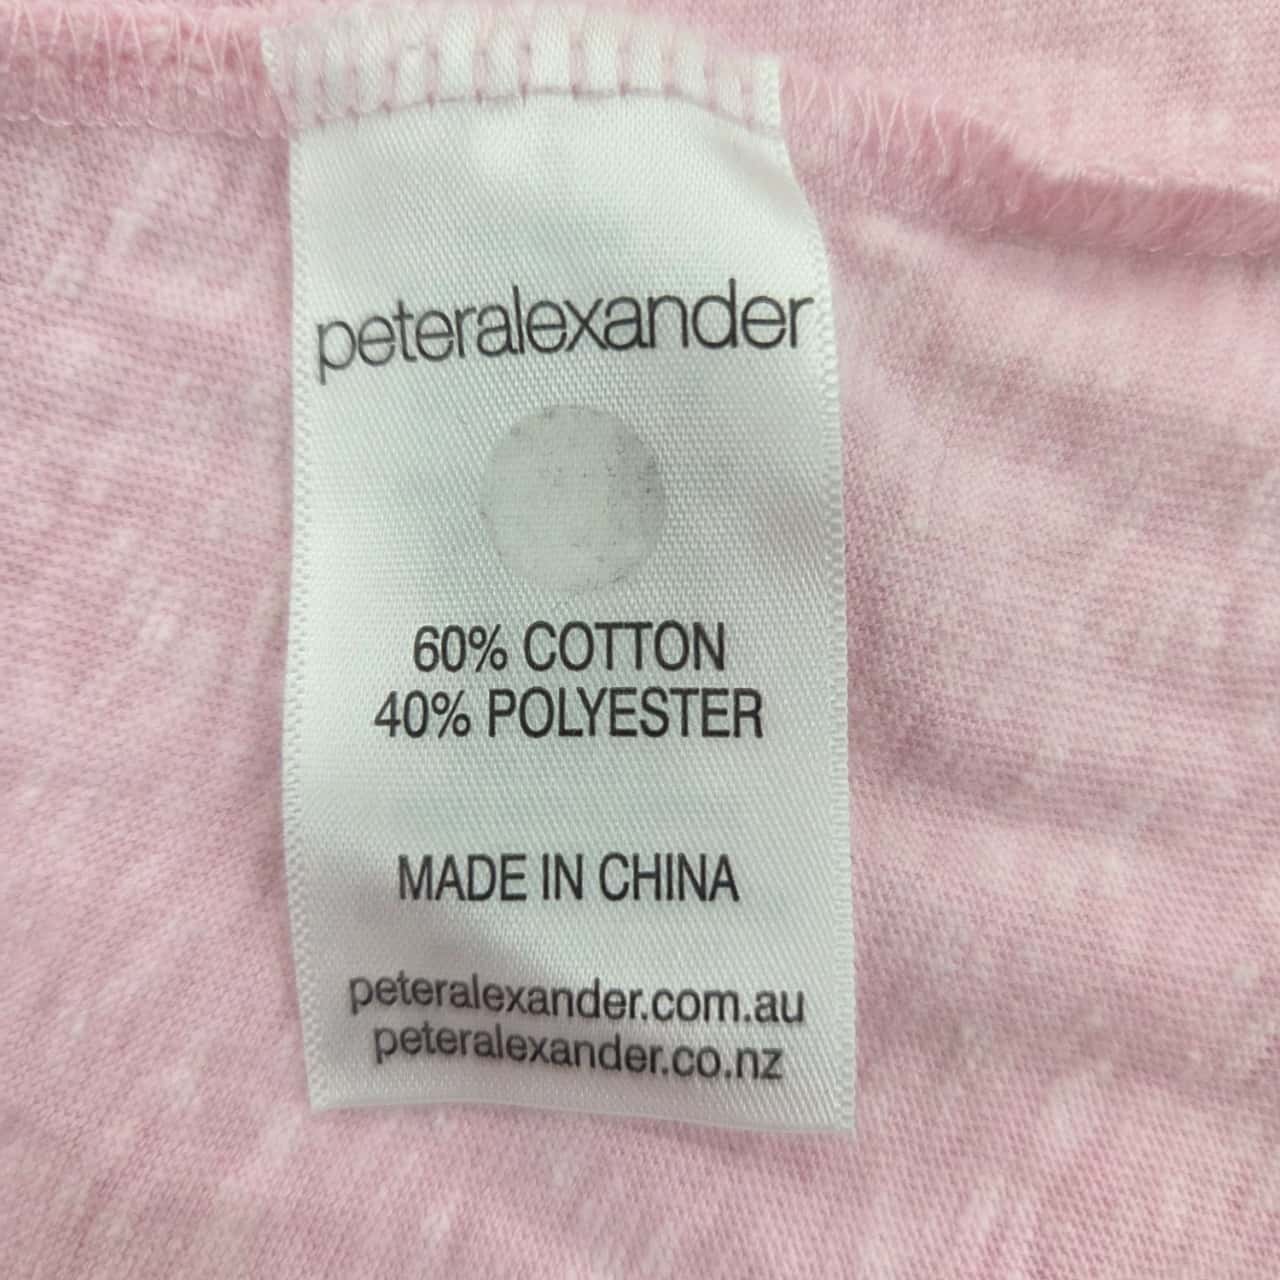 peteralexander
60% COTTON
40% POLYESTER
MADE IN CHINA
peteralexander.com.au
peteralexander.co.nz